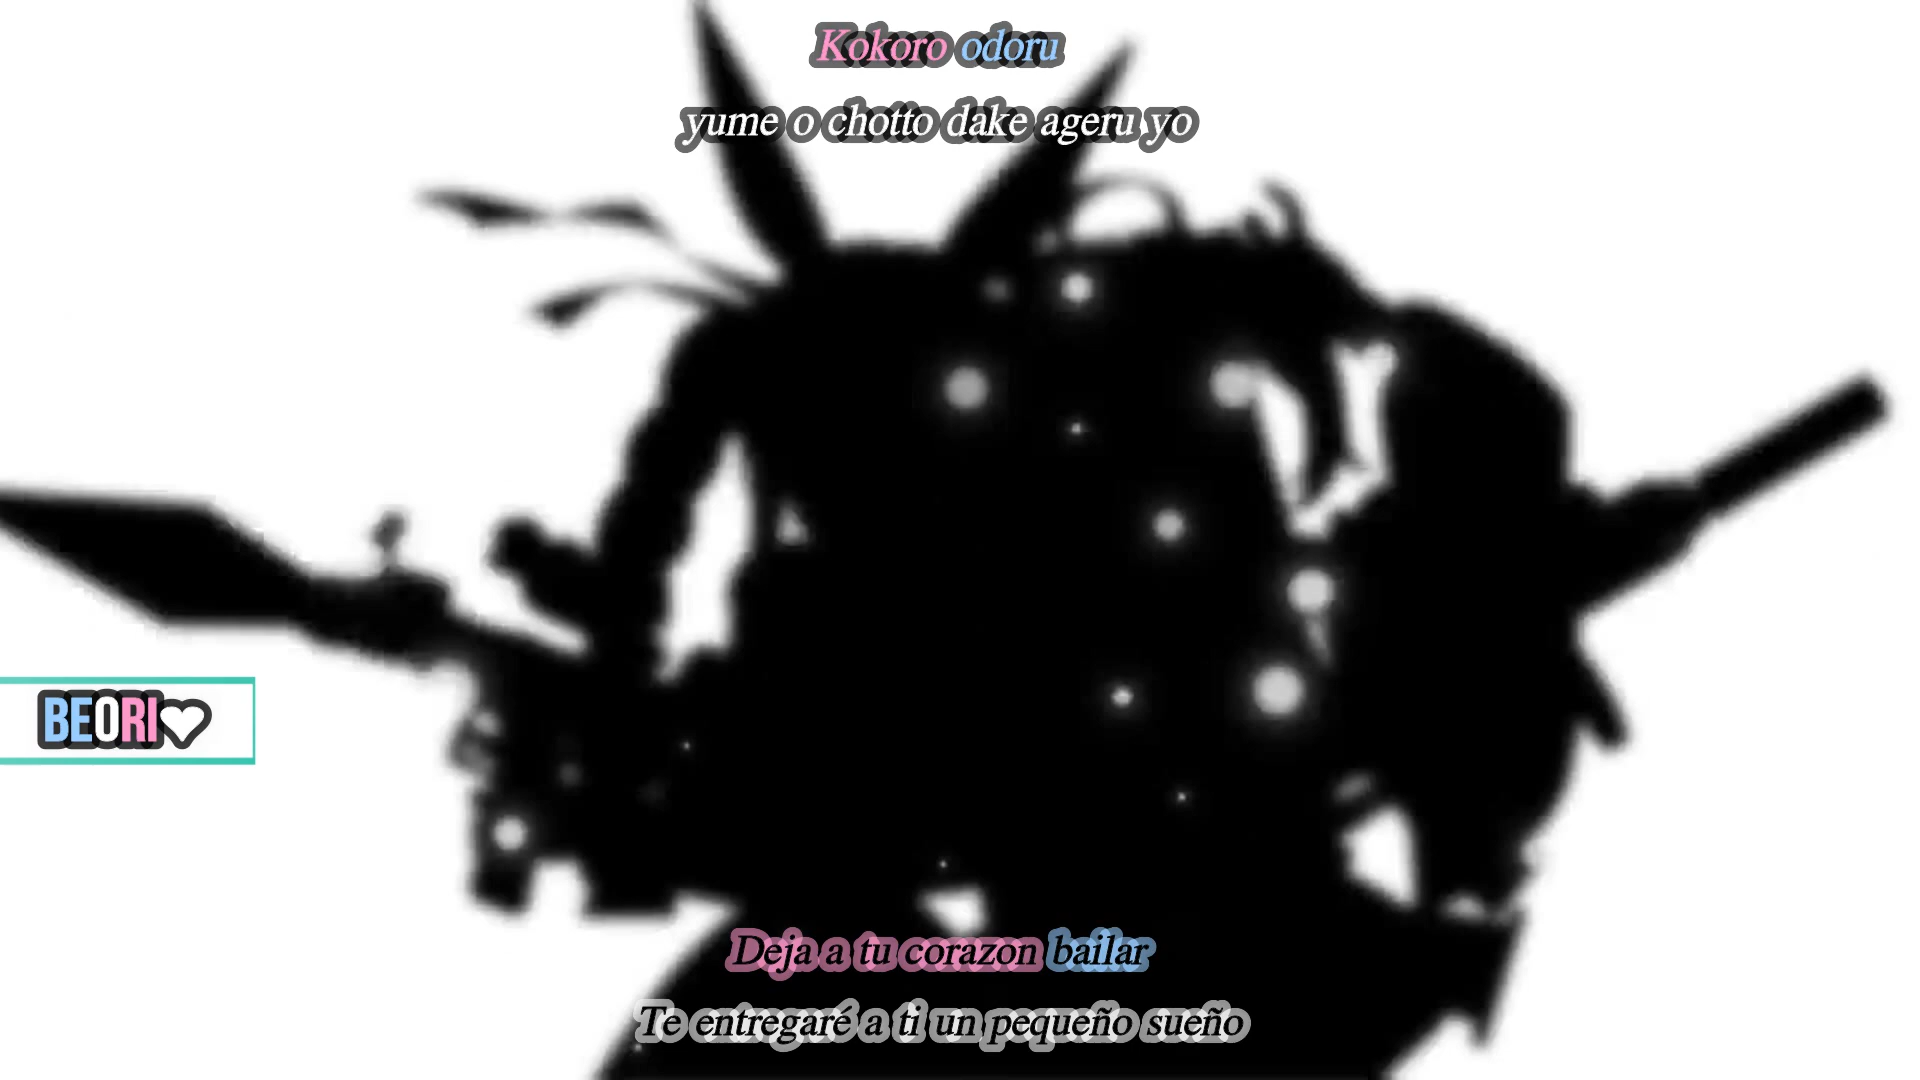 Kokoro odoru
yume o chotto dake ageru yo
BEORI♡
Deja a tu corazon bailar
Te entregaré a ti un pequeño sueño